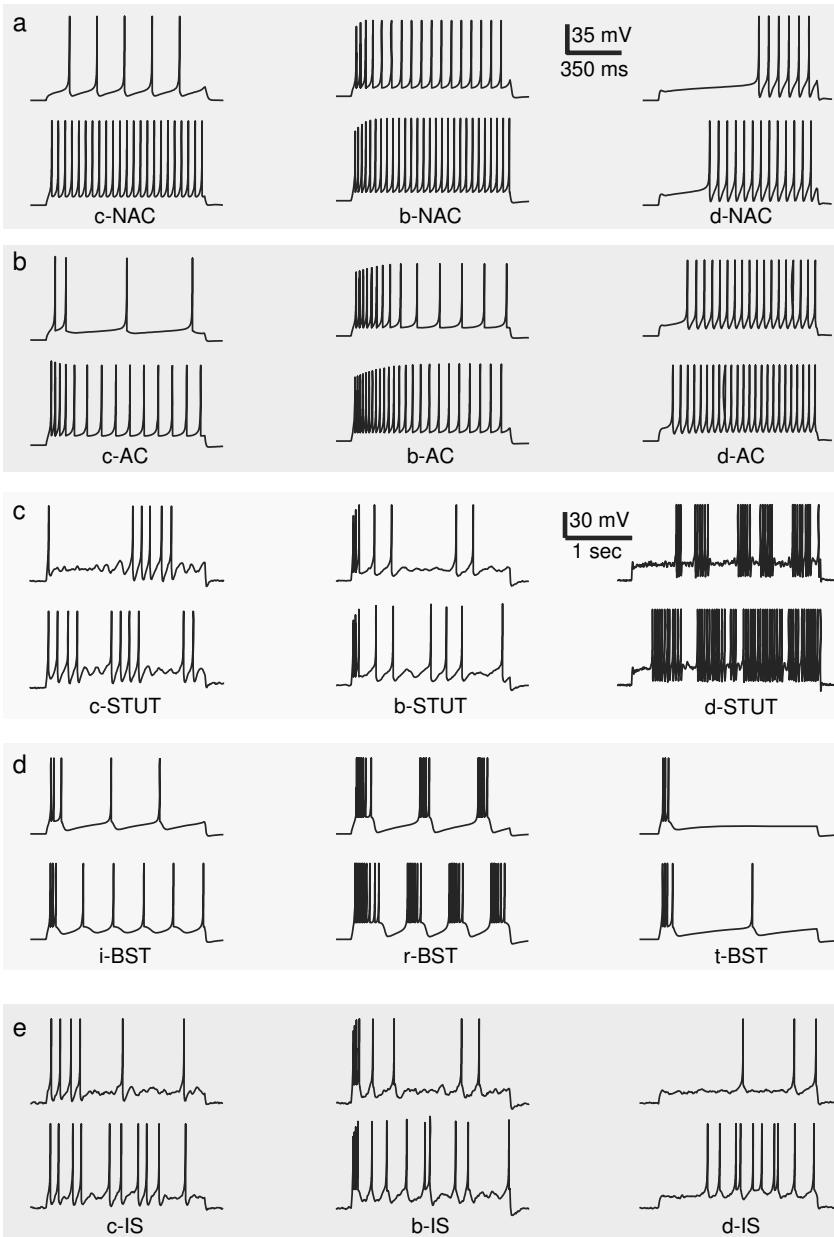 a
35 mV
350 ms
c-NAC
b-NAC
d-NAC
b
c-AC
b-AC
d-AC
c
30 mV
1 sec
c-STUT
b-STUT
d-STUT
d
i-BST
r-BST
t-BST
e
c-IS
b-IS
d-IS